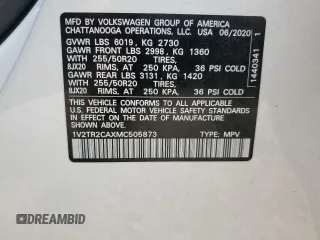 MFD BY VOLKSWAGEN GROUP OF AMERICA
CHATTANOOGA OPERATIONS, LLC. USA 06/2020
GVWR LBS 6019, KG 2730
GAWR FRONT LBS 2998, KG 1360
WITH 255/50R20 TIRES,
8JX20 RIMS, AT 250 KPA, 36 PSI COLD
GAWR REAR LBS 3131, KG 1420
WITH 255/50R20 TIRES,
8JX20 RIMS, AT 250 KPA, 36 PSI COLD
THIS VEHICLE CONFORMS TO ALL APPLICABLE
U.S. FEDERAL MOTOR VEHICLE SAFETY STANDARDS
IN EFFECT ON THE DATE OF
MANUFACTURE SHOWN ABOVE.
1V2TR2CAXMC505873 TYPE: MPV
1440341 1
DREAMBID